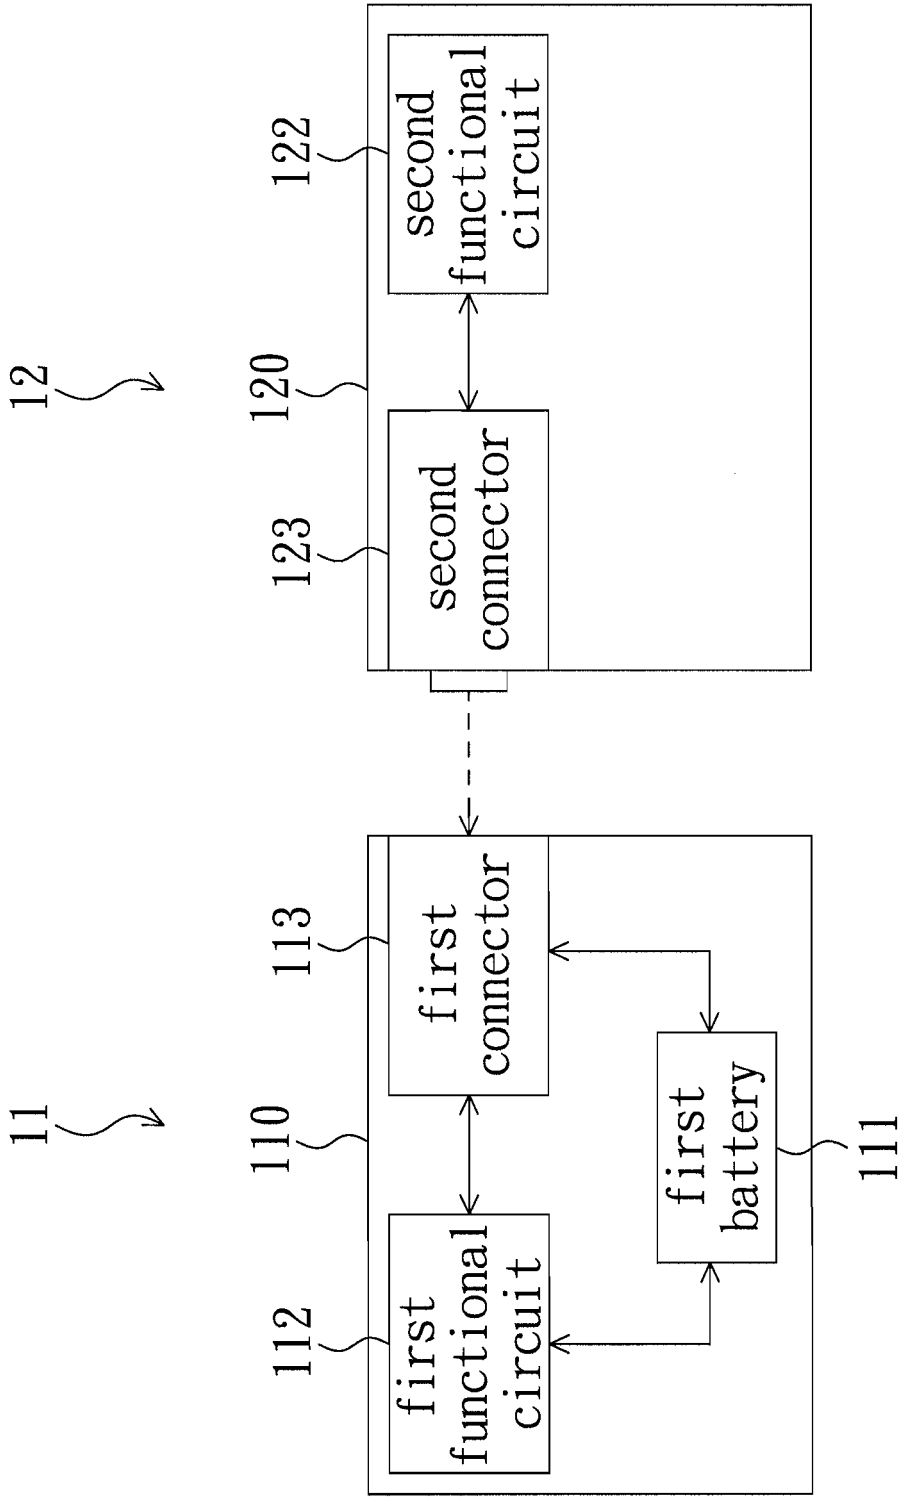 11
12
110
120
112
113
123
122
first
functional
circuit
first
connector
second
connector
second
functional
circuit
first
battery
111